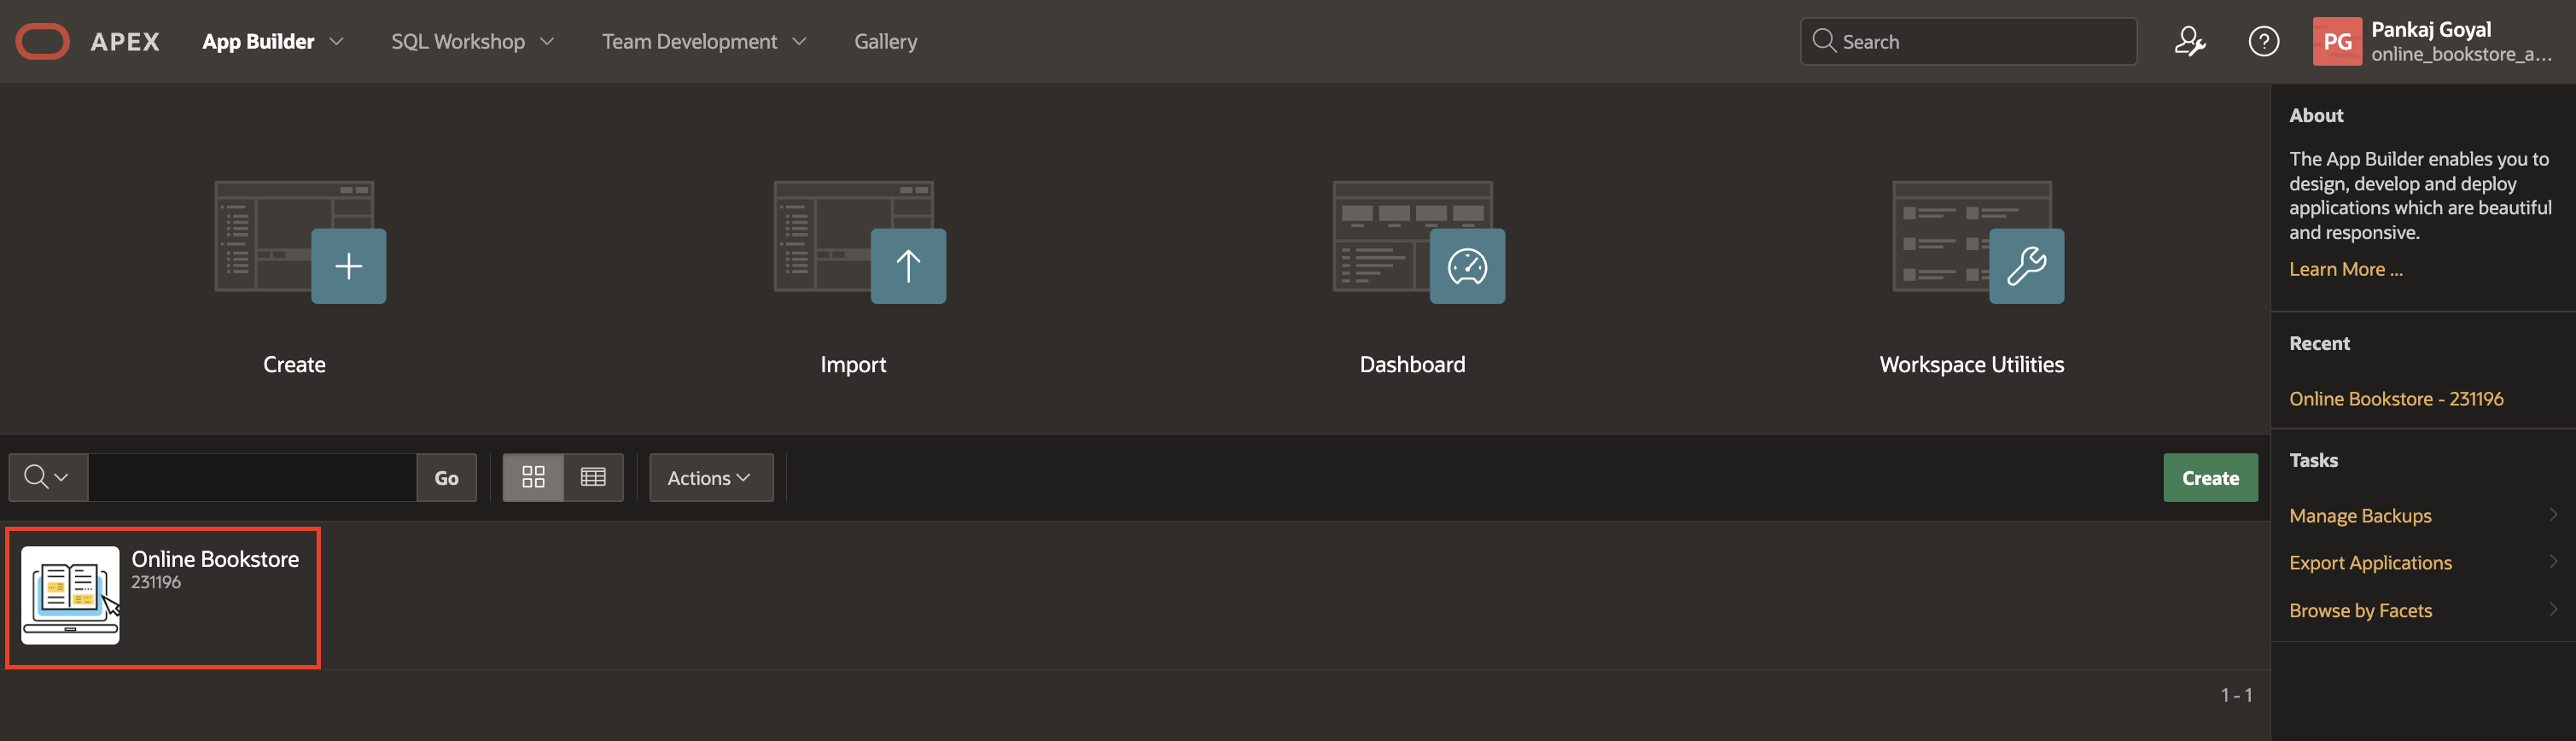 APEX
App Builder
SQL Workshop
Team Development
Gallery
Search
PG
Pankaj Goyal
online_bookstore_a...
Create
Import
Dashboard
Workspace Utilities
About
The App Builder enables you to
design, develop and deploy
applications which are beautiful
and responsive.
Learn More ...
Recent
Online Bookstore - 231196
Tasks
Manage Backups
Export Applications
Browse by Facets
Go
Actions
Create
Online Bookstore
231196
1 - 1